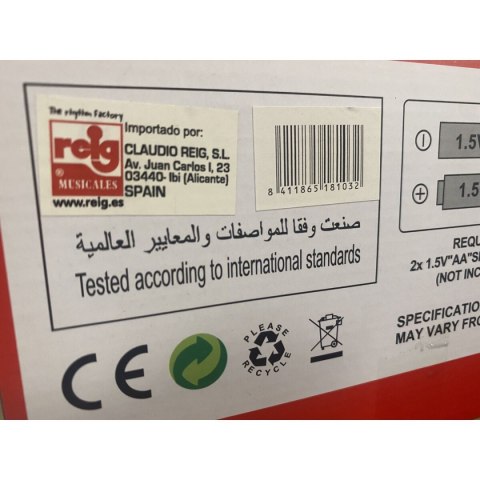 The rhythm Factory
reig
MUSICALES
www.reig.es
Importado por:
CLAUDIO REIG, S.L.
Av. Juan Carlos I, 23
03440- Ibi (Alicante)
SPAIN
8 411865 181032
صنعت وفقا للمواصفات والمعايير العالمية
Tested according to international standards
CE
PLEASE
RECYCLE
1.5V
1.5
REQU
2x 1.5V"AA"SI
(NOT INC
SPECIFICATION
MAY VARY FRO